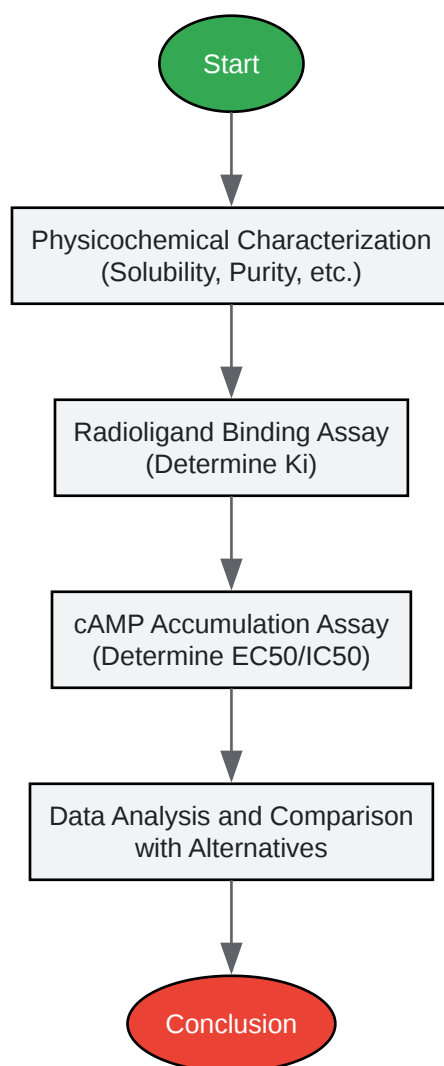 Start
Physicochemical Characterization
(Solubility, Purity, etc.)
Radioligand Binding Assay
(Determine Ki)
cAMP Accumulation Assay
(Determine EC50/IC50)
Data Analysis and Comparison
with Alternatives
Conclusion